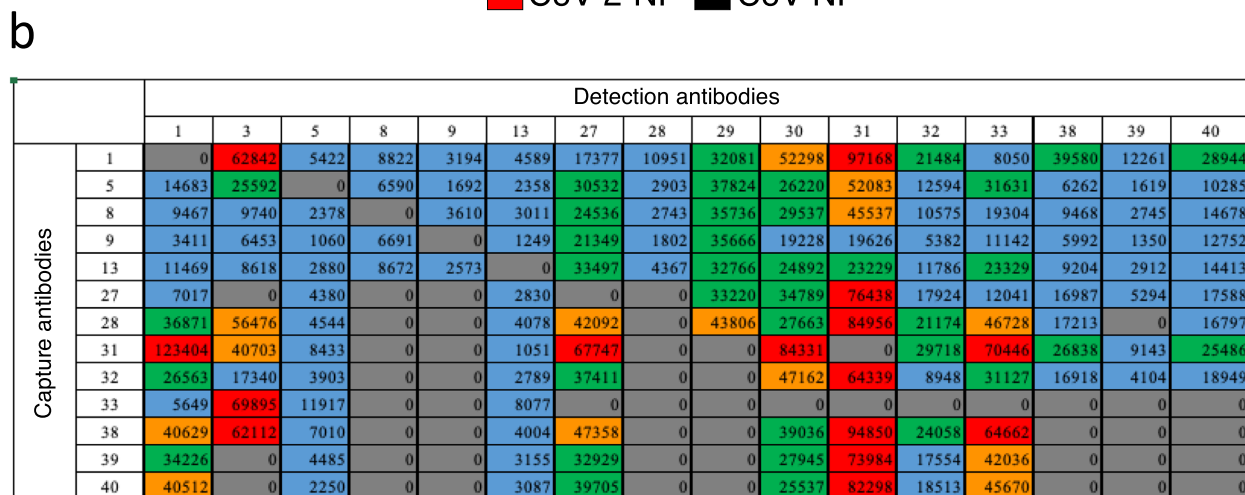 CoV-2-NP CoV-NP
b
Detection antibodies
1 3 5 8 9 13 27 28 29 30 31 32 33 38 39 40
Capture antibodies
1 0 62842 5422 8822 3194 4589 17377 10951 32081 52298 97168 21484 8050 39580 12261 28944
5 14683 25592 0 6590 1692 2358 30532 2903 37824 26220 52083 12594 31631 6262 1619 10285
8 9467 9740 2378 0 3610 3011 24536 2743 35736 29537 45537 10575 19304 9468 2745 14678
9 3411 6453 1060 6691 0 1249 21349 1802 35666 19228 19626 5382 11142 5992 1350 12752
13 11469 8618 2880 8672 2573 0 33497 4367 32766 24892 23229 11786 23329 9204 2912 14413
27 7017 0 4380 0 0 2830 0 0 33220 34789 76438 17924 12041 16987 5294 17588
28 36871 56476 4544 0 0 4078 42092 0 43806 27663 84956 21174 46728 17213 0 16797
31 123404 40703 8433 0 0 1051 67747 0 0 84331 0 29718 70446 26838 9143 25486
32 26563 17340 3903 0 0 2789 37411 0 0 47162 64339 8948 31127 16918 4104 18949
33 5649 69895 11917 0 0 8077 0 0 0 0 0 0 0 0 0 0
38 40629 62112 7010 0 0 4004 47358 0 0 39036 94850 24058 64662 0 0 0
39 34226 0 4485 0 0 3155 32929 0 0 27945 73984 17554 42036 0 0 0
40 40512 0 2250 0 0 3087 39705 0 0 25537 82298 18513 45670 0 0 0